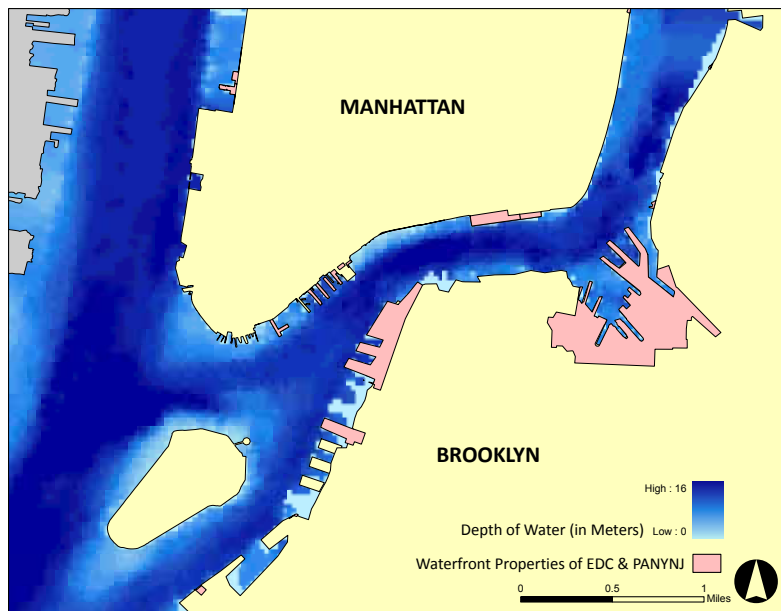 MANHATTAN
BROOKLYN
High : 16
Depth of Water (in Meters) Low : 0
Waterfront Properties of EDC & PANYNJ
0 0.5 1
Miles